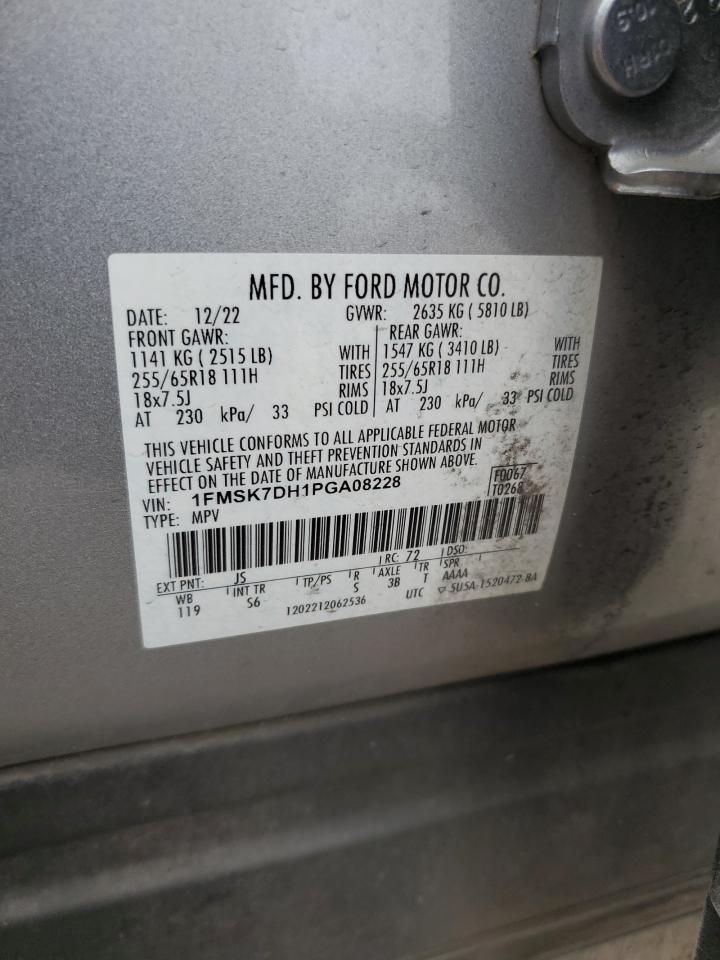 MFD. BY FORD MOTOR CO.
DATE: 12/22 GVWR: 2635 KG ( 5810 LB)
FRONT GAWR: REAR GAWR:
1141 KG ( 2515 LB) WITH 1547 KG ( 3410 LB) WITH
255/65R18 111H TIRES 255/65R18 111H TIRES
18x7.5J RIMS 18x7.5J RIMS
AT 230 kPa/ 33 PSI COLD AT 230 kPa/ 33 PSI COLD
THIS VEHICLE CONFORMS TO ALL APPLICABLE FEDERAL MOTOR
VEHICLE SAFETY AND THEFT PREVENTION STANDARDS IN
EFFECT ON THE DATE OF MANUFACTURE SHOWN ABOVE.
VIN: 1FMSK7DH1PGA08228 F0067
TYPE: MPV T0268
EXT PNT: JS RC: 72 DSO:
WB INT TR TP/PS R AXLE TR SPR
119 S6 S 3B T AAAA
1202212062536 UTC ▽ 5U5A-1520472-BA